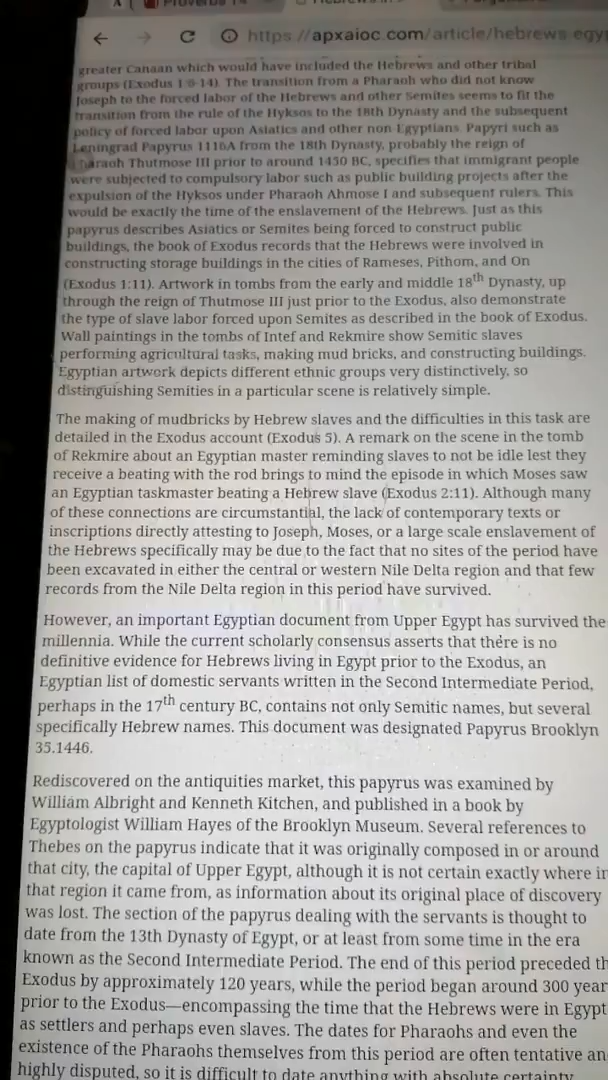 Proverbs 14
https://apxaioc.com/article/hebrews-egy
greater Canaan which would have included the Hebrews and other tribal
groups (Exodus 1:6-14). The transition from a Pharaoh who did not know
Joseph to the forced labor of the Hebrews and other Semites seems to fit the
transition from the rule of the Hyksos to the 18th Dynasty and the subsequent
policy of forced labor upon Asiatics and other non-Egyptians. Papyri such as
Leningrad Papyrus 1116A from the 18th Dynasty, probably the reign of
Pharaoh Thutmose III prior to around 1450 BC, specifies that immigrant people
were subjected to compulsory labor such as public building projects after the
expulsion of the Hyksos under Pharaoh Ahmose I and subsequent rulers. This
would be exactly the time of the enslavement of the Hebrews. Just as this
papyrus describes Asiatics or Semites being forced to construct public
buildings, the book of Exodus records that the Hebrews were involved in
constructing storage buildings in the cities of Rameses, Pithom, and On
(Exodus 1:11). Artwork in tombs from the early and middle 18th Dynasty, up
through the reign of Thutmose III just prior to the Exodus, also demonstrate
the type of slave labor forced upon Semites as described in the book of Exodus.
Wall paintings in the tombs of Intef and Rekmire show Semitic slaves
performing agricultural tasks, making mud bricks, and constructing buildings.
Egyptian artwork depicts different ethnic groups very distinctively, so
distinguishing Semities in a particular scene is relatively simple.
The making of mudbricks by Hebrew slaves and the difficulties in this task are
detailed in the Exodus account (Exodus 5). A remark on the scene in the tomb
of Rekmire about an Egyptian master reminding slaves to not be idle lest they
receive a beating with the rod brings to mind the episode in which Moses saw
an Egyptian taskmaster beating a Hebrew slave (Exodus 2:11). Although many
of these connections are circumstantial, the lack of contemporary texts or
inscriptions directly attesting to Joseph, Moses, or a large scale enslavement of
the Hebrews specifically may be due to the fact that no sites of the period have
been excavated in either the central or western Nile Delta region and that few
records from the Nile Delta region in this period have survived.
However, an important Egyptian document from Upper Egypt has survived the
millennia. While the current scholarly consensus asserts that there is no
definitive evidence for Hebrews living in Egypt prior to the Exodus, an
Egyptian list of domestic servants written in the Second Intermediate Period,
perhaps in the 17th century BC, contains not only Semitic names, but several
specifically Hebrew names. This document was designated Papyrus Brooklyn
35.1446.
Rediscovered on the antiquities market, this papyrus was examined by
William Albright and Kenneth Kitchen, and published in a book by
Egyptologist William Hayes of the Brooklyn Museum. Several references to
Thebes on the papyrus indicate that it was originally composed in or around
that city, the capital of Upper Egypt, although it is not certain exactly where in
that region it came from, as information about its original place of discovery
was lost. The section of the papyrus dealing with the servants is thought to
date from the 13th Dynasty of Egypt, or at least from some time in the era
known as the Second Intermediate Period. The end of this period preceded th
Exodus by approximately 120 years, while the period began around 300 year
prior to the Exodus—encompassing the time that the Hebrews were in Egypt
as settlers and perhaps even slaves. The dates for Pharaohs and even the
existence of the Pharaohs themselves from this period are often tentative an
highly disputed, so it is difficult to date anything with absolute certainty.